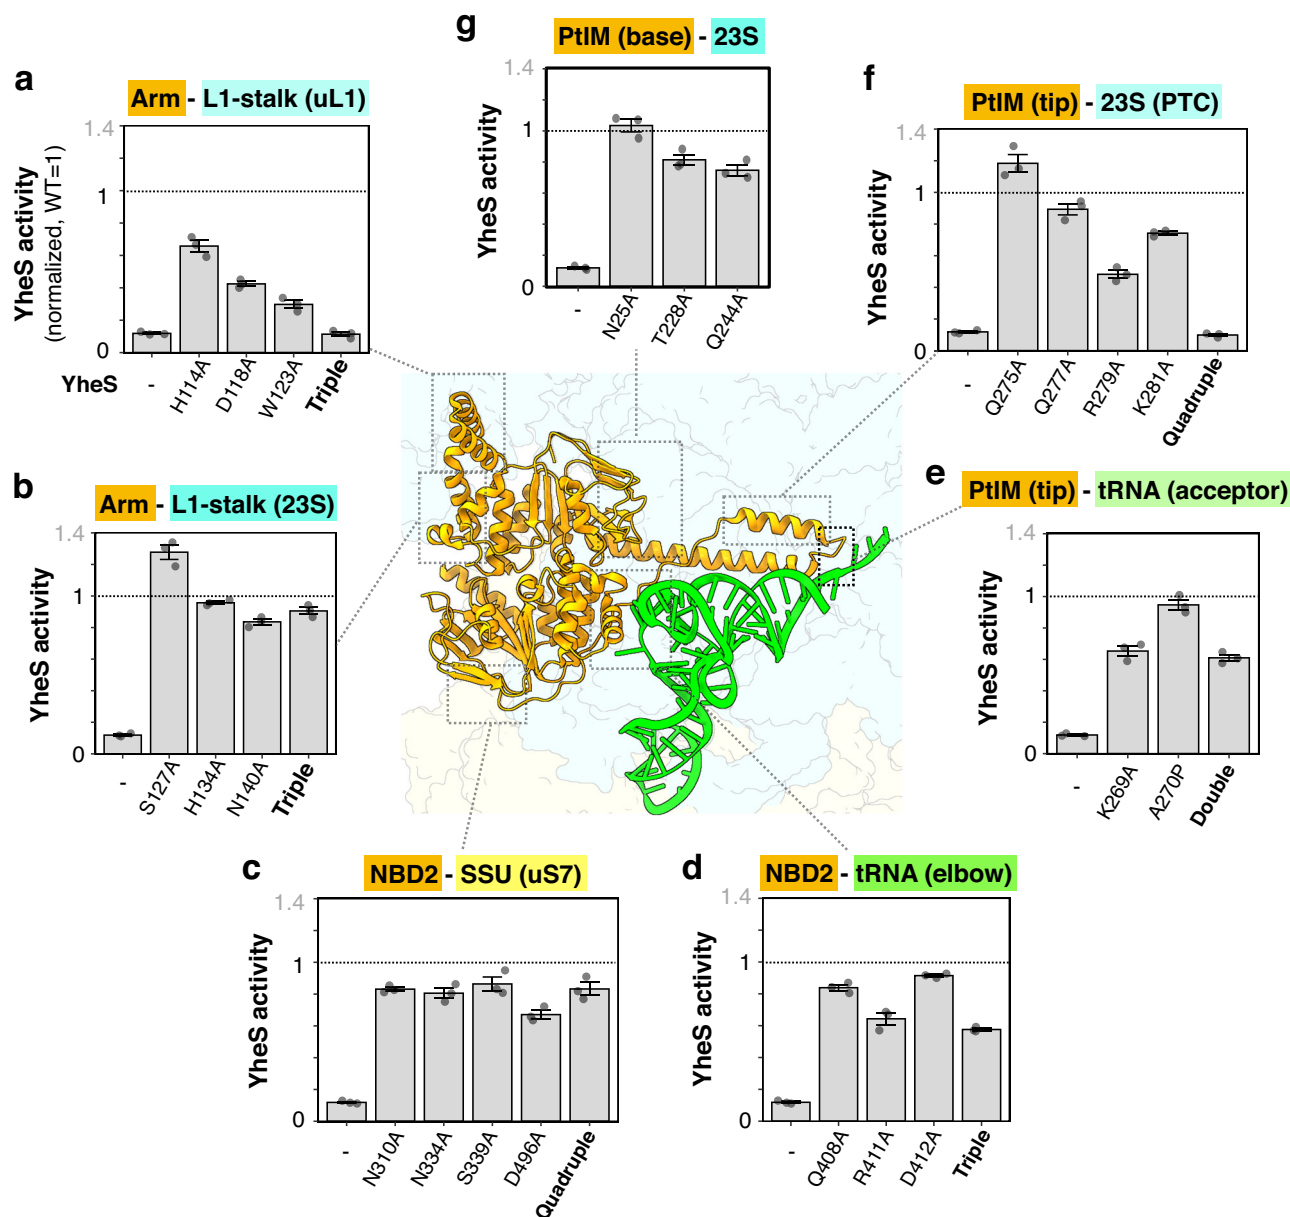 a
Arm - L1-stalk (uL1)
YheS activity
(normalized, WT=1)
1.4
1
0
YheS
-
H114A
D118A
W123A
Triple
g
PtIM (base) - 23S
YheS activity
1.4
1
0
-
N25A
T228A
Q244A
f
PtIM (tip) - 23S (PTC)
YheS activity
1.4
1
0
-
Q275A
Q277A
R279A
K281A
Quadruple
b
Arm - L1-stalk (23S)
YheS activity
1.4
1
0
-
S127A
H134A
N140A
Triple
e
PtIM (tip) - tRNA (acceptor)
YheS activity
1.4
1
0
-
K269A
A270P
Double
c
NBD2 - SSU (uS7)
YheS activity
1.4
1
0
-
N310A
N334A
S339A
D496A
Quadruple
d
NBD2 - tRNA (elbow)
YheS activity
1.4
1
0
-
Q408A
R411A
D412A
Triple